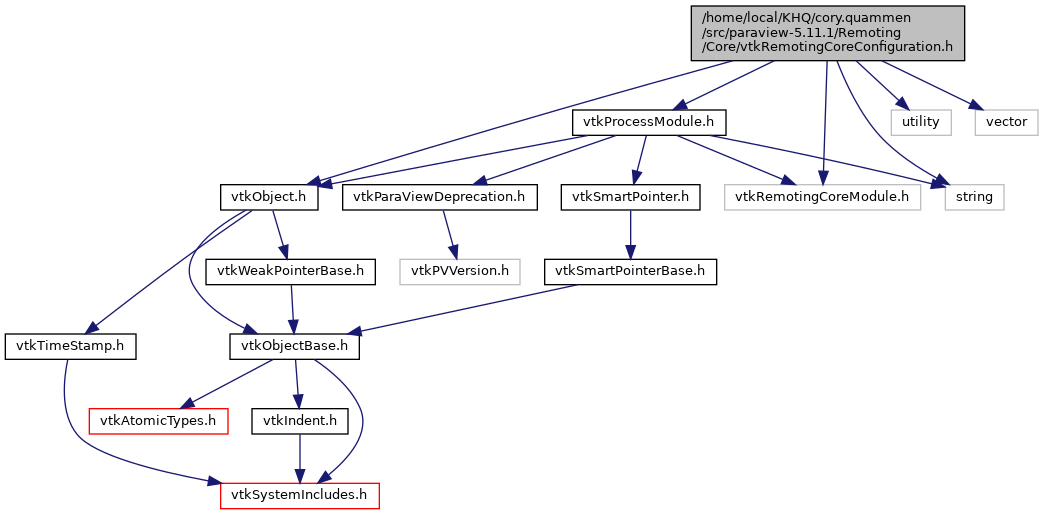 /home/local/KHQ/cory.quammen
/src/paraview-5.11.1/Remoting
/Core/vtkRemotingCoreConfiguration.h
vtkProcessModule.h
utility
vector
vtkObject.h
vtkParaViewDeprecation.h
vtkSmartPointer.h
vtkRemotingCoreModule.h
string
vtkWeakPointerBase.h
vtkPVVersion.h
vtkSmartPointerBase.h
vtkTimeStamp.h
vtkObjectBase.h
vtkAtomicTypes.h
vtkIndent.h
vtkSystemIncludes.h